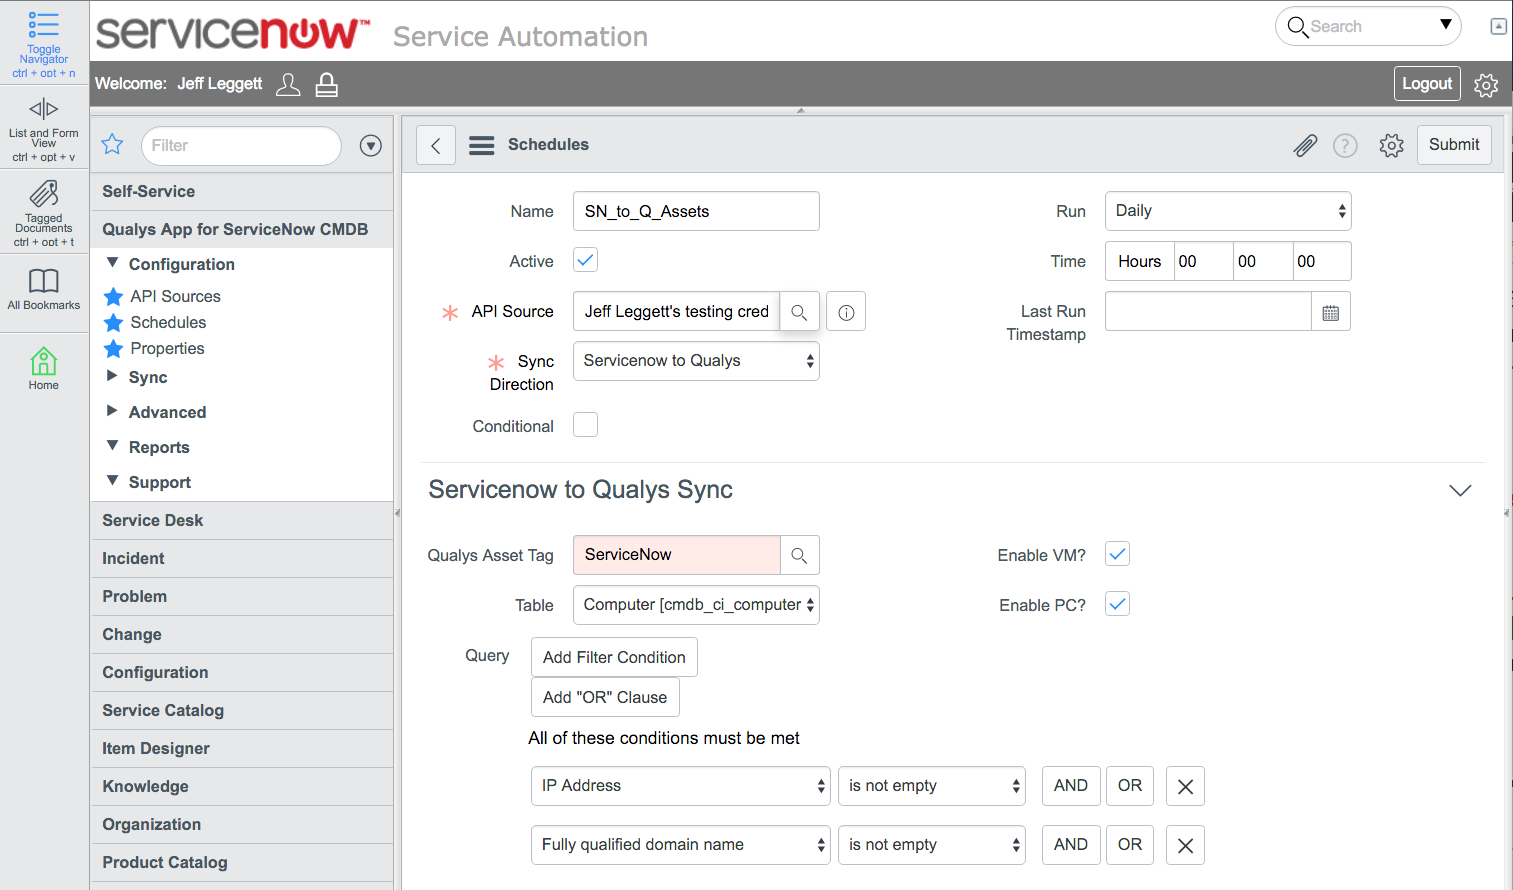 Toggle
Navigator
ctrl + opt + n
servicenow™ Service Automation
Search
Welcome: Jeff Leggett
Logout
List and Form
View
ctrl + opt + v
Tagged
Documents
ctrl + opt + t
All Bookmarks
Home
Filter
Self-Service
Qualys App for ServiceNow CMDB
Configuration
API Sources
Schedules
Properties
Sync
Advanced
Reports
Support
Service Desk
Incident
Problem
Change
Configuration
Service Catalog
Item Designer
Knowledge
Organization
Product Catalog
Schedules
?
Submit
Name SN_to_Q_Assets
Run Daily
Active
Time Hours 00 00 00
API Source Jeff Leggett's testing cred
Last Run
Timestamp
Sync
Direction
Servicenow to Qualys
Conditional
Servicenow to Qualys Sync
Qualys Asset Tag ServiceNow
Enable VM?
Table Computer [cmdb_ci_computer
Enable PC?
Query Add Filter Condition
Add "OR" Clause
All of these conditions must be met
IP Address is not empty AND OR
Fully qualified domain name is not empty AND OR